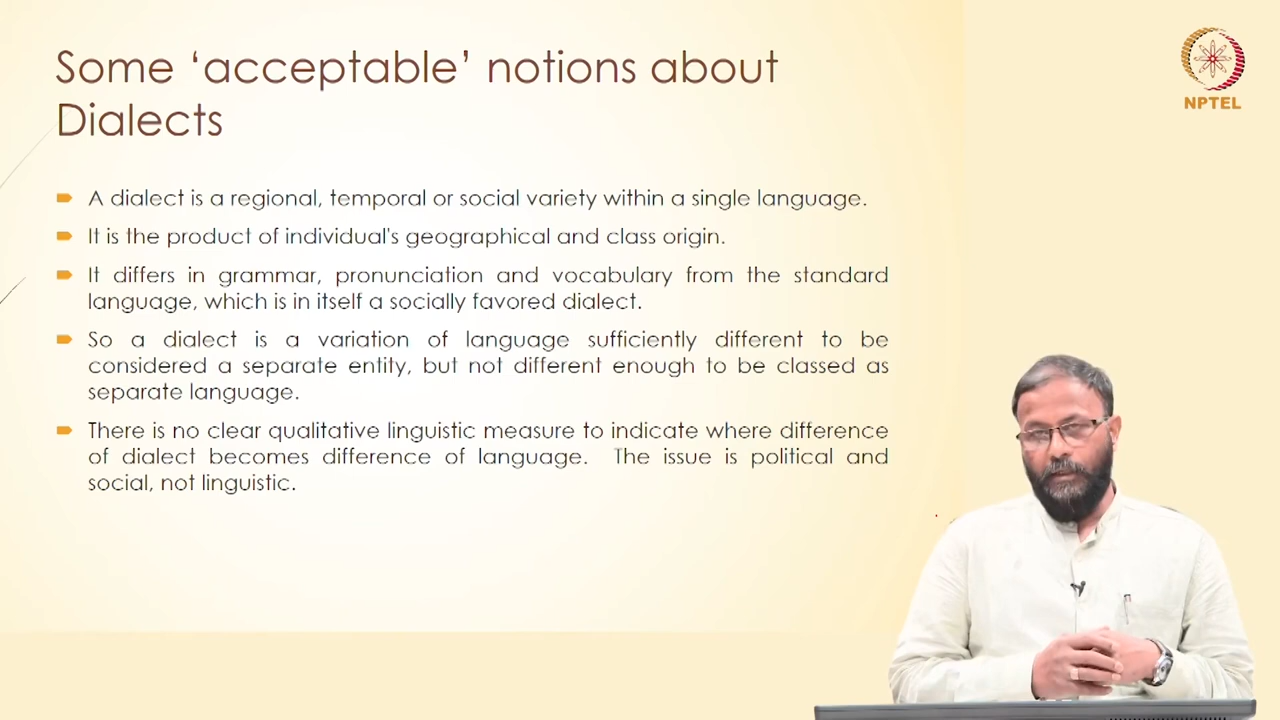 Some ‘acceptable’ notions about
Dialects
NPTEL
A dialect is a regional, temporal or social variety within a single language.
It is the product of individual's geographical and class origin.
It differs in grammar, pronunciation and vocabulary from the standard
language, which is in itself a socially favored dialect.
So a dialect is a variation of language sufficiently different to be
considered a separate entity, but not different enough to be classed as
separate language.
There is no clear qualitative linguistic measure to indicate where difference
of dialect becomes difference of language. The issue is political and
social, not linguistic.